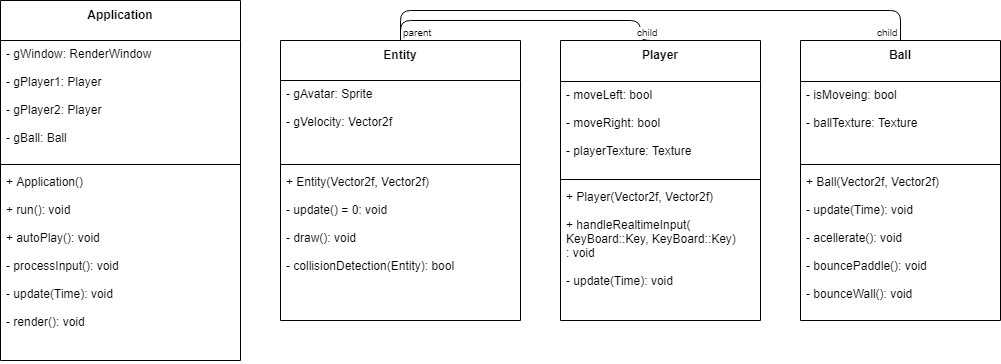 Application
- gWindow: RenderWindow
- gPlayer1: Player
- gPlayer2: Player
- gBall: Ball
+ Application()
+ run(): void
+ autoPlay(): void
- processInput(): void
- update(Time): void
- render(): void
parent
child
child
Entity
- gAvatar: Sprite
- gVelocity: Vector2f
+ Entity(Vector2f, Vector2f)
- update() = 0: void
- draw(): void
- collisionDetection(Entity): bool
Player
- moveLeft: bool
- moveRight: bool
- playerTexture: Texture
+ Player(Vector2f, Vector2f)
+ handleRealtimeInput(
KeyBoard::Key, KeyBoard::Key)
: void
- update(Time): void
Ball
- isMoveing: bool
- ballTexture: Texture
+ Ball(Vector2f, Vector2f)
- update(Time): void
- acellerate(): void
- bouncePaddle(): void
- bounceWall(): void